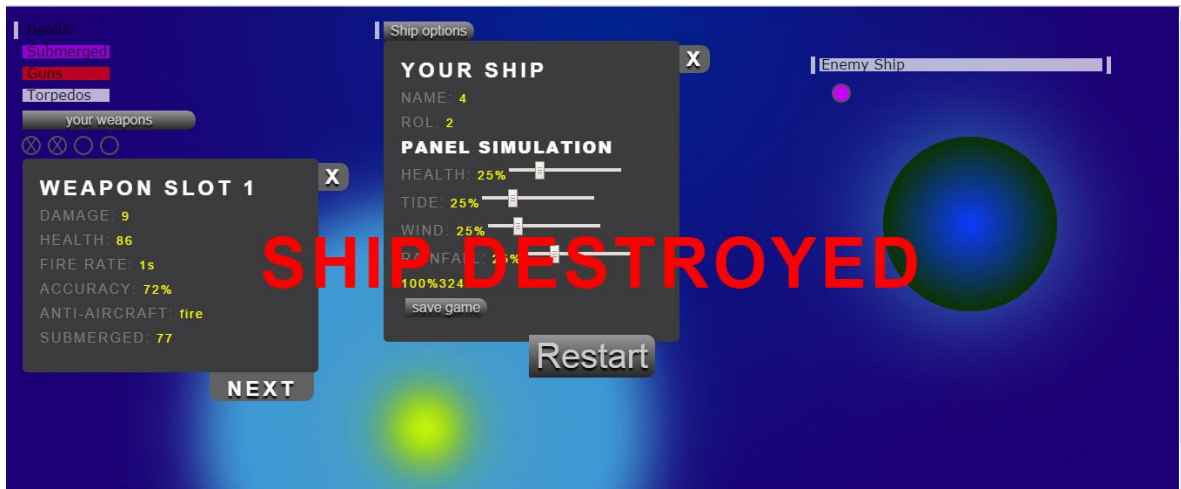 Health
Submerged
Guns
Torpedos
your weapons
X X
X
WEAPON SLOT 1
DAMAGE: 9
HEALTH: 86
FIRE RATE: 1s
ACCURACY: 72%
ANTI-AIRCRAFT: fire
SUBMERGED: 77
NEXT
Ship options
X
YOUR SHIP
NAME: 4
ROL: 2
PANEL SIMULATION
HEALTH: 25%
TIDE: 25%
WIND: 25%
RAINFALL: 25%
100%324
save game
SHIP DESTROYED
Restart
Enemy Ship